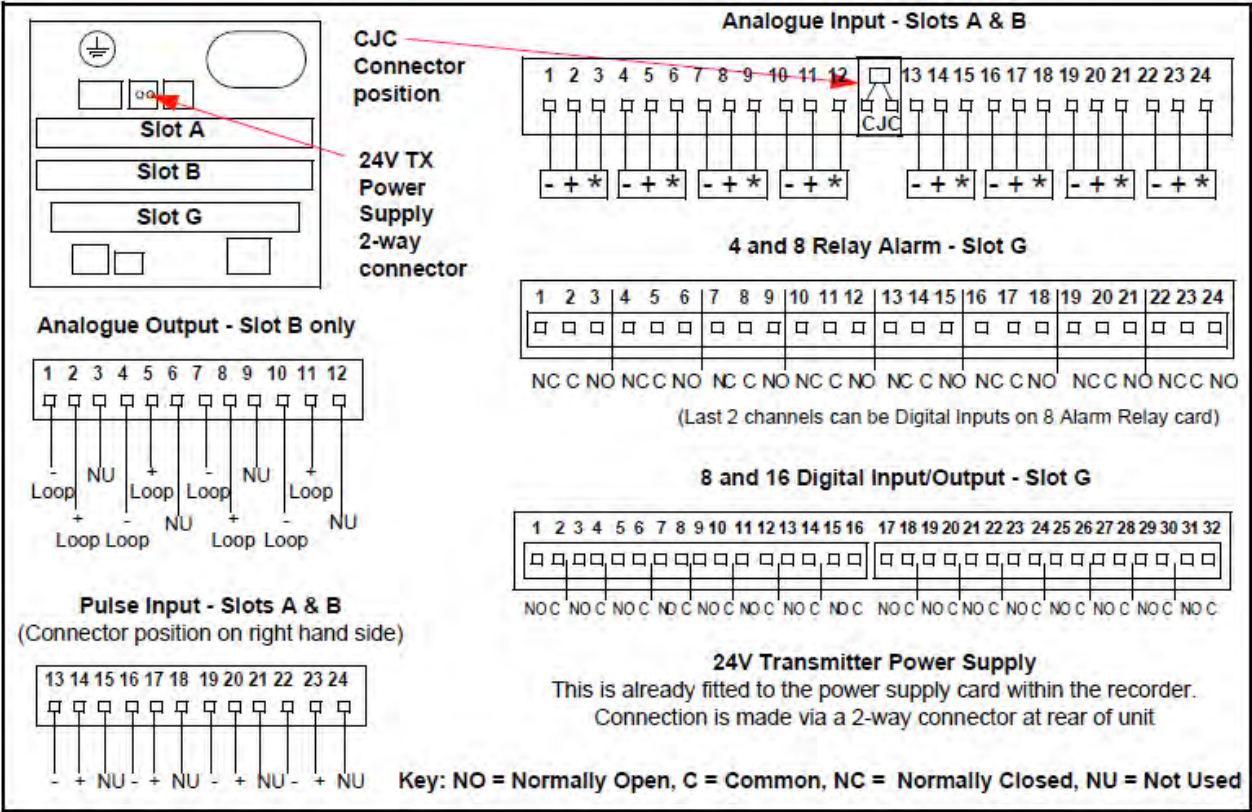 CJC
Connector
position
Slot A
Slot B
Slot G
24V TX
Power
Supply
2-way
connector
Analogue Input - Slots A & B
1 2 3 4 5 6 7 8 9 10 11 12 13 14 15 16 17 18 19 20 21 22 23 24
CJC
- + * - + * - + * - + * - + * - + * - + * - + *
4 and 8 Relay Alarm - Slot G
1 2 3 4 5 6 7 8 9 10 11 12 13 14 15 16 17 18 19 20 21 22 23 24
NC C NO NC C NO NC C NO NC C NO NC C NO NC C NO NC C NO NC C NO
(Last 2 channels can be Digital Inputs on 8 Alarm Relay card)
Analogue Output - Slot B only
1 2 3 4 5 6 7 8 9 10 11 12
- NU + - NU +
Loop Loop Loop Loop
+ - NU + - NU
Loop Loop Loop Loop
8 and 16 Digital Input/Output - Slot G
1 2 3 4 5 6 7 8 9 10 11 12 13 14 15 16 17 18 19 20 21 22 23 24 25 26 27 28 29 30 31 32
NO C NO C NO C NO C NO C NO C NO C NO C NO C NO C NO C NO C NO C NO C NO C NO C
Pulse Input - Slots A & B
(Connector position on right hand side)
13 14 15 16 17 18 19 20 21 22 23 24
- + NU - + NU - + NU - + NU
24V Transmitter Power Supply
This is already fitted to the power supply card within the recorder.
Connection is made via a 2-way connector at rear of unit
Key: NO = Normally Open, C = Common, NC = Normally Closed, NU = Not Used